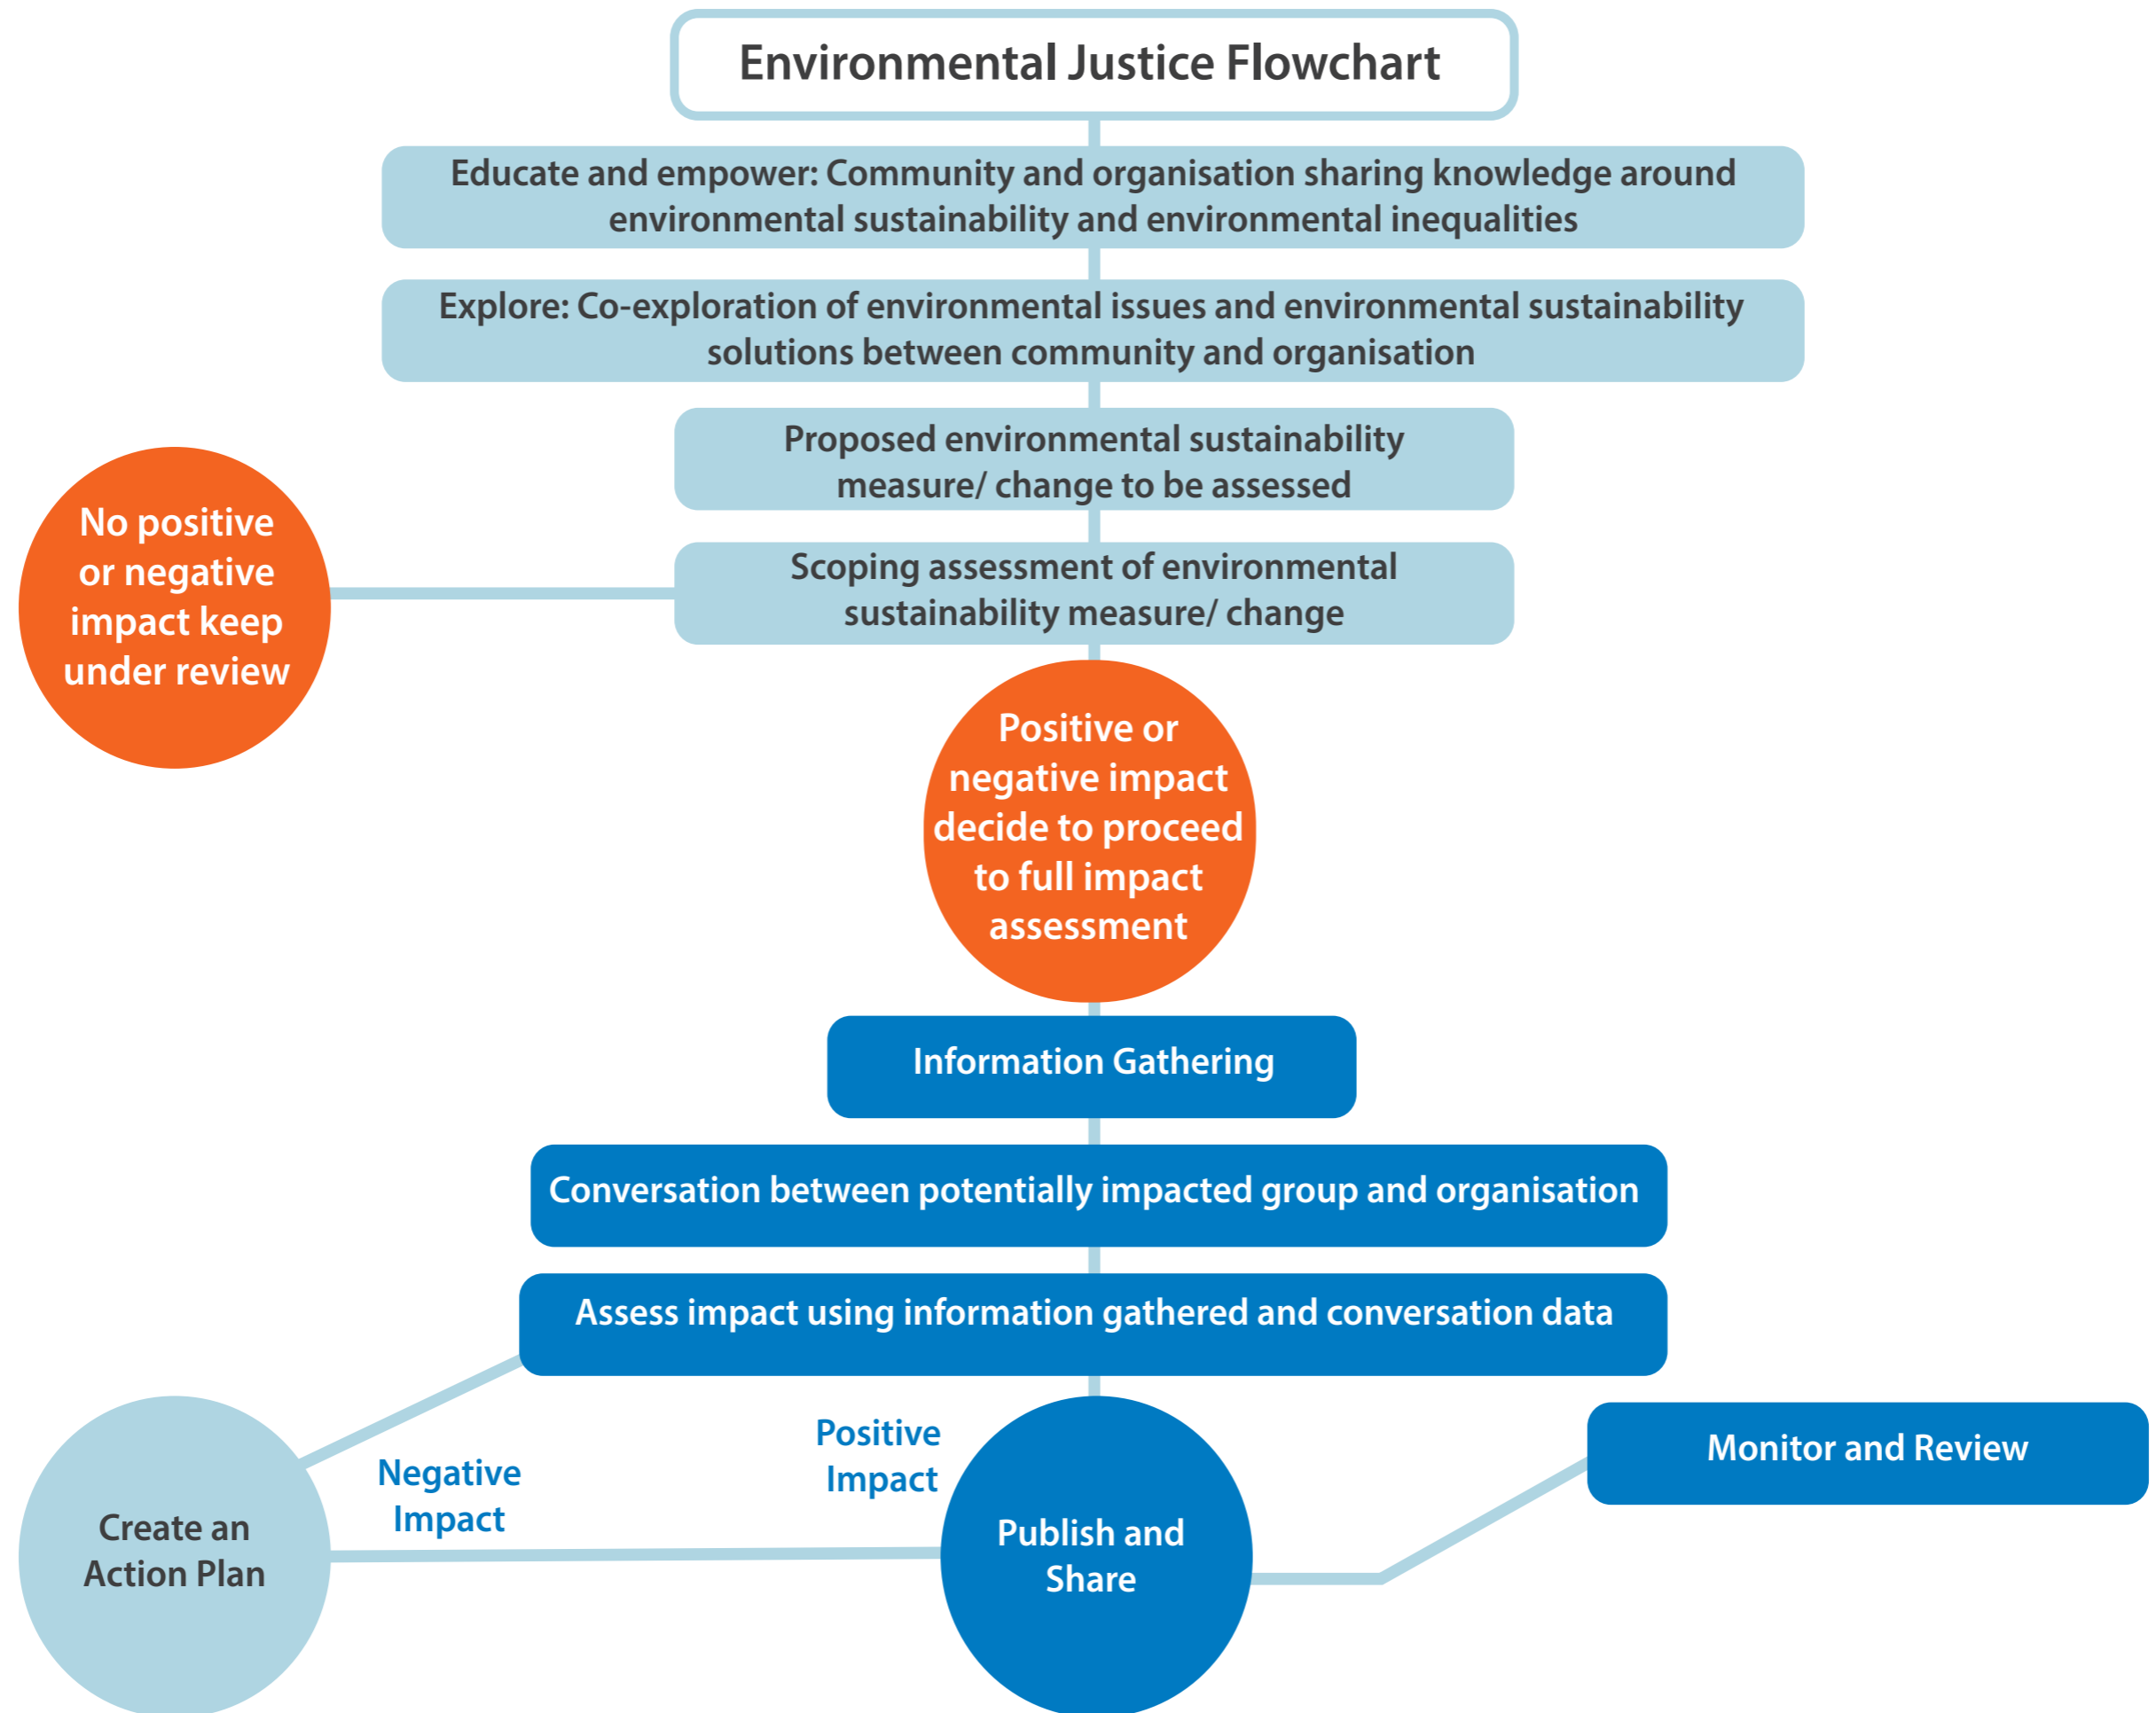 Environmental Justice Flowchart
Educate and empower: Community and organisation sharing knowledge around
environmental sustainability and environmental inequalities
Explore: Co-exploration of environmental issues and environmental sustainability
solutions between community and organisation
Proposed environmental sustainability
measure/ change to be assessed
Scoping assessment of environmental
sustainability measure/ change
No positive
or negative
impact keep
under review
Positive or
negative impact
decide to proceed
to full impact
assessment
Information Gathering
Conversation between potentially impacted group and organisation
Assess impact using information gathered and conversation data
Negative
Impact
Positive
Impact
Create an
Action Plan
Publish and
Share
Monitor and Review